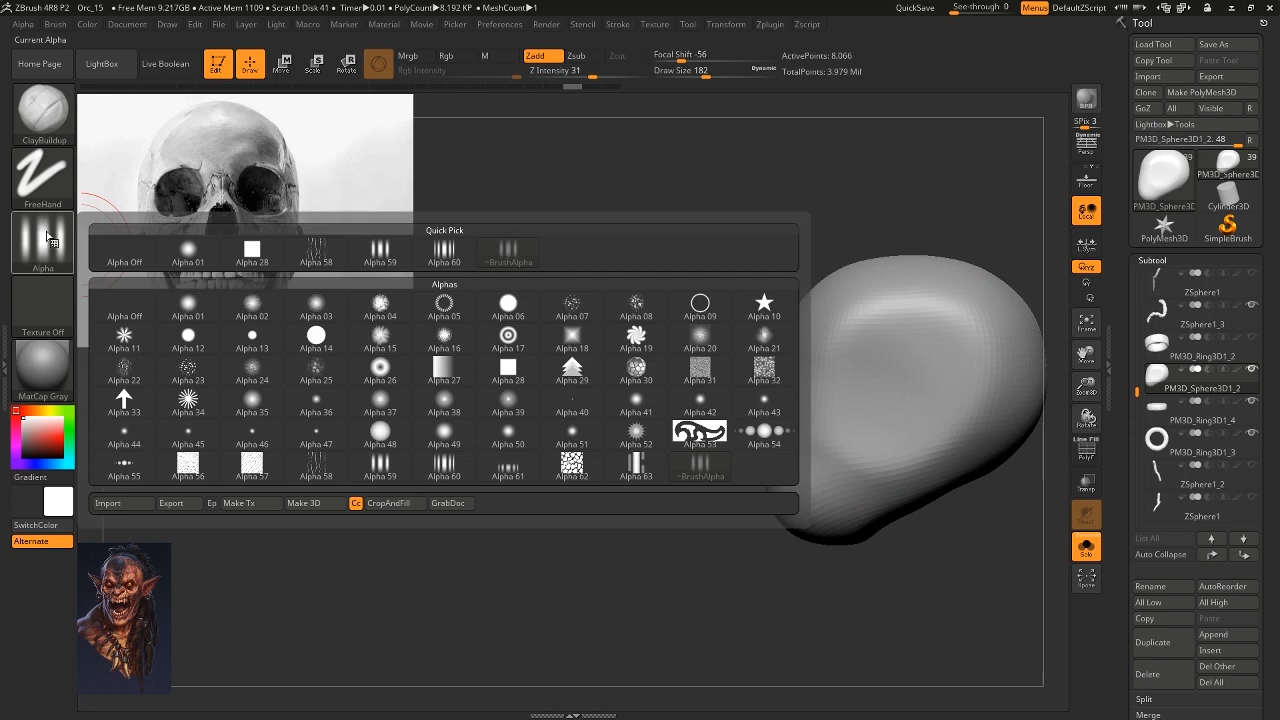 ZBrush 4R8 P2 Orc_15 • Free Mem 9.217GB • Active Mem 1109 • Scratch Disk 41 • Timer▶0.01 • PolyCount▶8.192 KP • MeshCount▶1 QuickSave See-through 0 Menus DefaultZScript
Alpha Brush Color Document Draw Edit File Layer Light Macro Marker Material Movie Picker Preferences Render Stencil Stroke Texture Tool Transform Zplugin Zscript
Current Alpha
Home Page LightBox Live Boolean Edit Draw Move Scale Rotate
Mrgb Rgb M Zadd Zsub Zcut Focal Shift -56 ActivePoints: 8,066
Rgb Intensity Z Intensity 31 Draw Size 182 Dynamic TotalPoints: 3.979 Mil
ClayBuildup
FreeHand
Alpha
Texture Off
MatCap Gray
Gradient
SwitchColor
Alternate
Quick Pick
Alpha Off Alpha 01 Alpha 28 Alpha 58 Alpha 59 Alpha 60 ~BrushAlpha
Alphas
Alpha Off Alpha 01 Alpha 02 Alpha 03 Alpha 04 Alpha 05 Alpha 06 Alpha 07 Alpha 08 Alpha 09 Alpha 10
Alpha 11 Alpha 12 Alpha 13 Alpha 14 Alpha 15 Alpha 16 Alpha 17 Alpha 18 Alpha 19 Alpha 20 Alpha 21
Alpha 22 Alpha 23 Alpha 24 Alpha 25 Alpha 26 Alpha 27 Alpha 28 Alpha 29 Alpha 30 Alpha 31 Alpha 32
Alpha 33 Alpha 34 Alpha 35 Alpha 36 Alpha 37 Alpha 38 Alpha 39 Alpha 40 Alpha 41 Alpha 42 Alpha 43
Alpha 44 Alpha 45 Alpha 46 Alpha 47 Alpha 48 Alpha 49 Alpha 50 Alpha 51 Alpha 52 Alpha 53 Alpha 54
Alpha 55 Alpha 56 Alpha 57 Alpha 58 Alpha 59 Alpha 60 Alpha 61 Alpha 62 Alpha 63 ~BrushAlpha
Import Export Ep Make Tx Make 3D Cc CropAndFill GrabDoc
BPR
SPix 3
Dynamic
Persp
Floor
Local
L.Sym
Qxyz
Frame
Move
Zoom3D
Rotate
Line Fill
PolyF
Transp
Ghost
Solo
Xpose
Tool
Load Tool Save As
Copy Tool Paste Tool
Import Export
Clone Make PolyMesh3D
GoZ All Visible R
Lightbox▶Tools
PM3D_Sphere3D1_2. 48 R
39
39
PM3D_Sphere3D
PM3D_Sphere3D Cylinder3D
PolyMesh3D SimpleBrush
Subtool
ZSphere1
ZSphere1_3
PM3D_Ring3D1_2
PM3D_Sphere3D1_2
PM3D_Ring3D1_4
PM3D_Ring3D1_3
ZSphere1_2
ZSphere1
List All
Auto Collapse
Rename AutoReorder
All Low All High
Copy Paste
Duplicate Append
Insert
Delete Del Other
Del All
Split
Merge